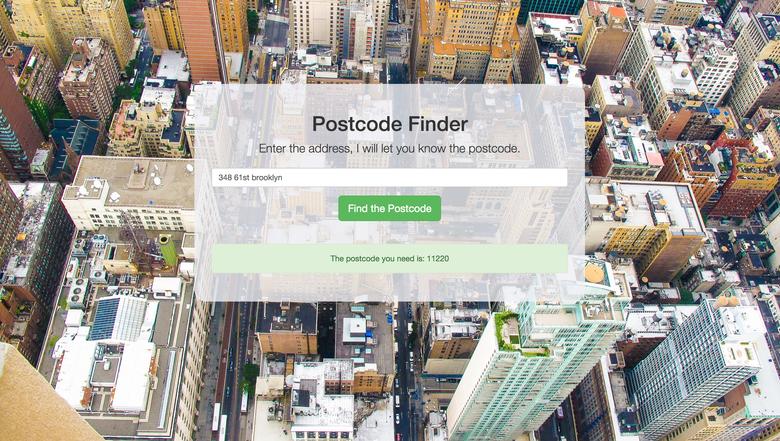 Postcode Finder
Enter the address, I will let you know the postcode.
348 61st brooklyn
Find the Postcode
The postcode you need is: 11220